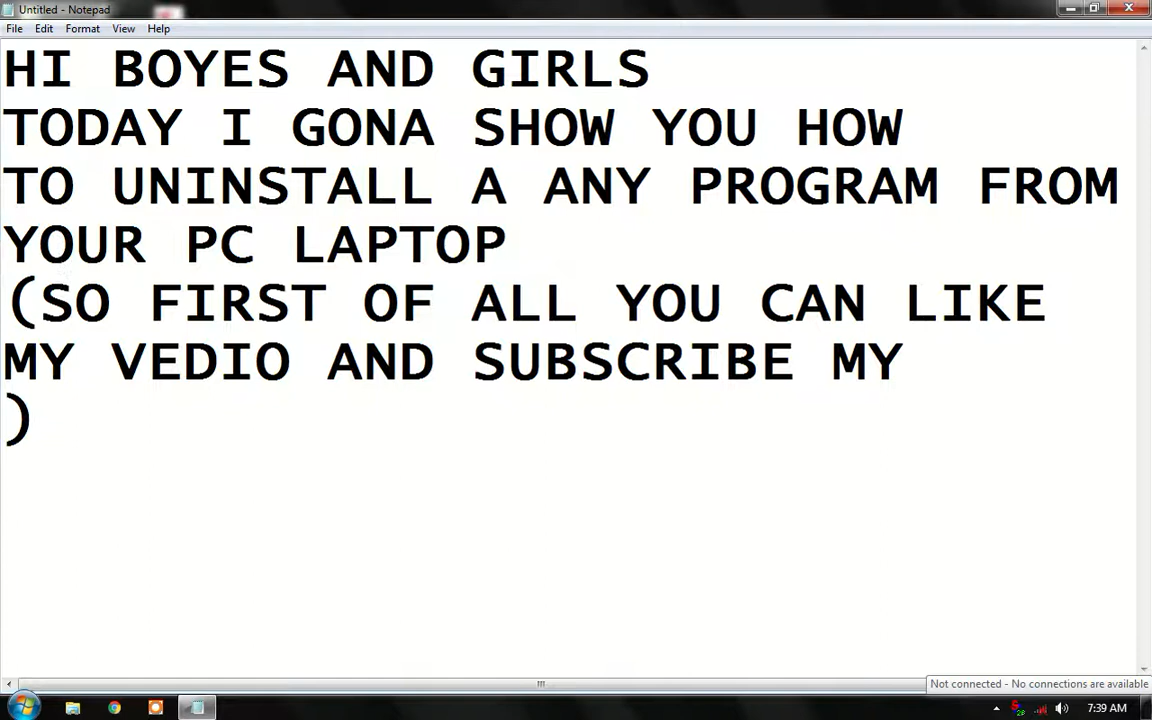 Untitled - Notepad
File Edit Format View Help
HI BOYES AND GIRLS
TODAY I GONA SHOW YOU HOW
TO UNINSTALL A ANY PROGRAM FROM
YOUR PC LAPTOP
(SO FIRST OF ALL YOU CAN LIKE
MY VEDIO AND SUBSCRIBE MY
)
Not connected - No connections are available
7:39 AM